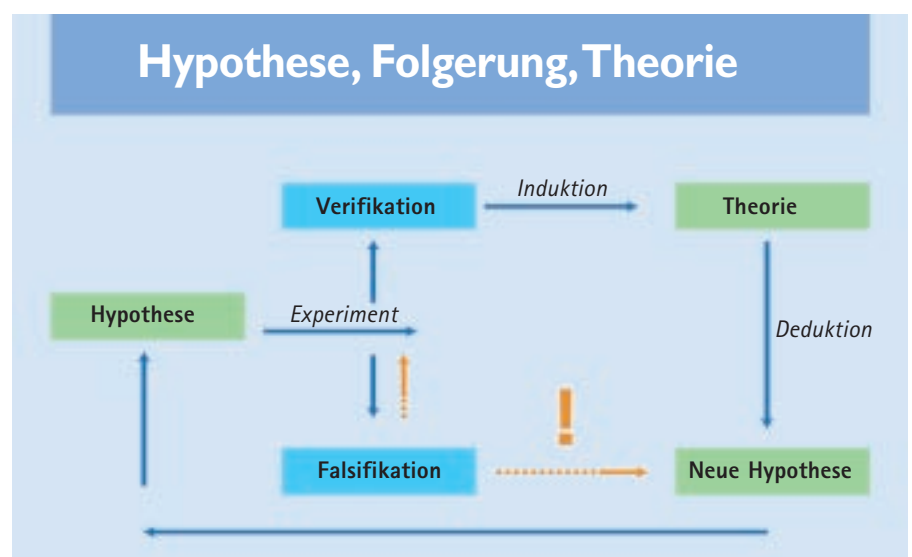 Hypothese, Folgerung, Theorie
Verifikation
Induktion
Theorie
Hypothese
Experiment
Deduktion
!
Falsifikation
Neue Hypothese